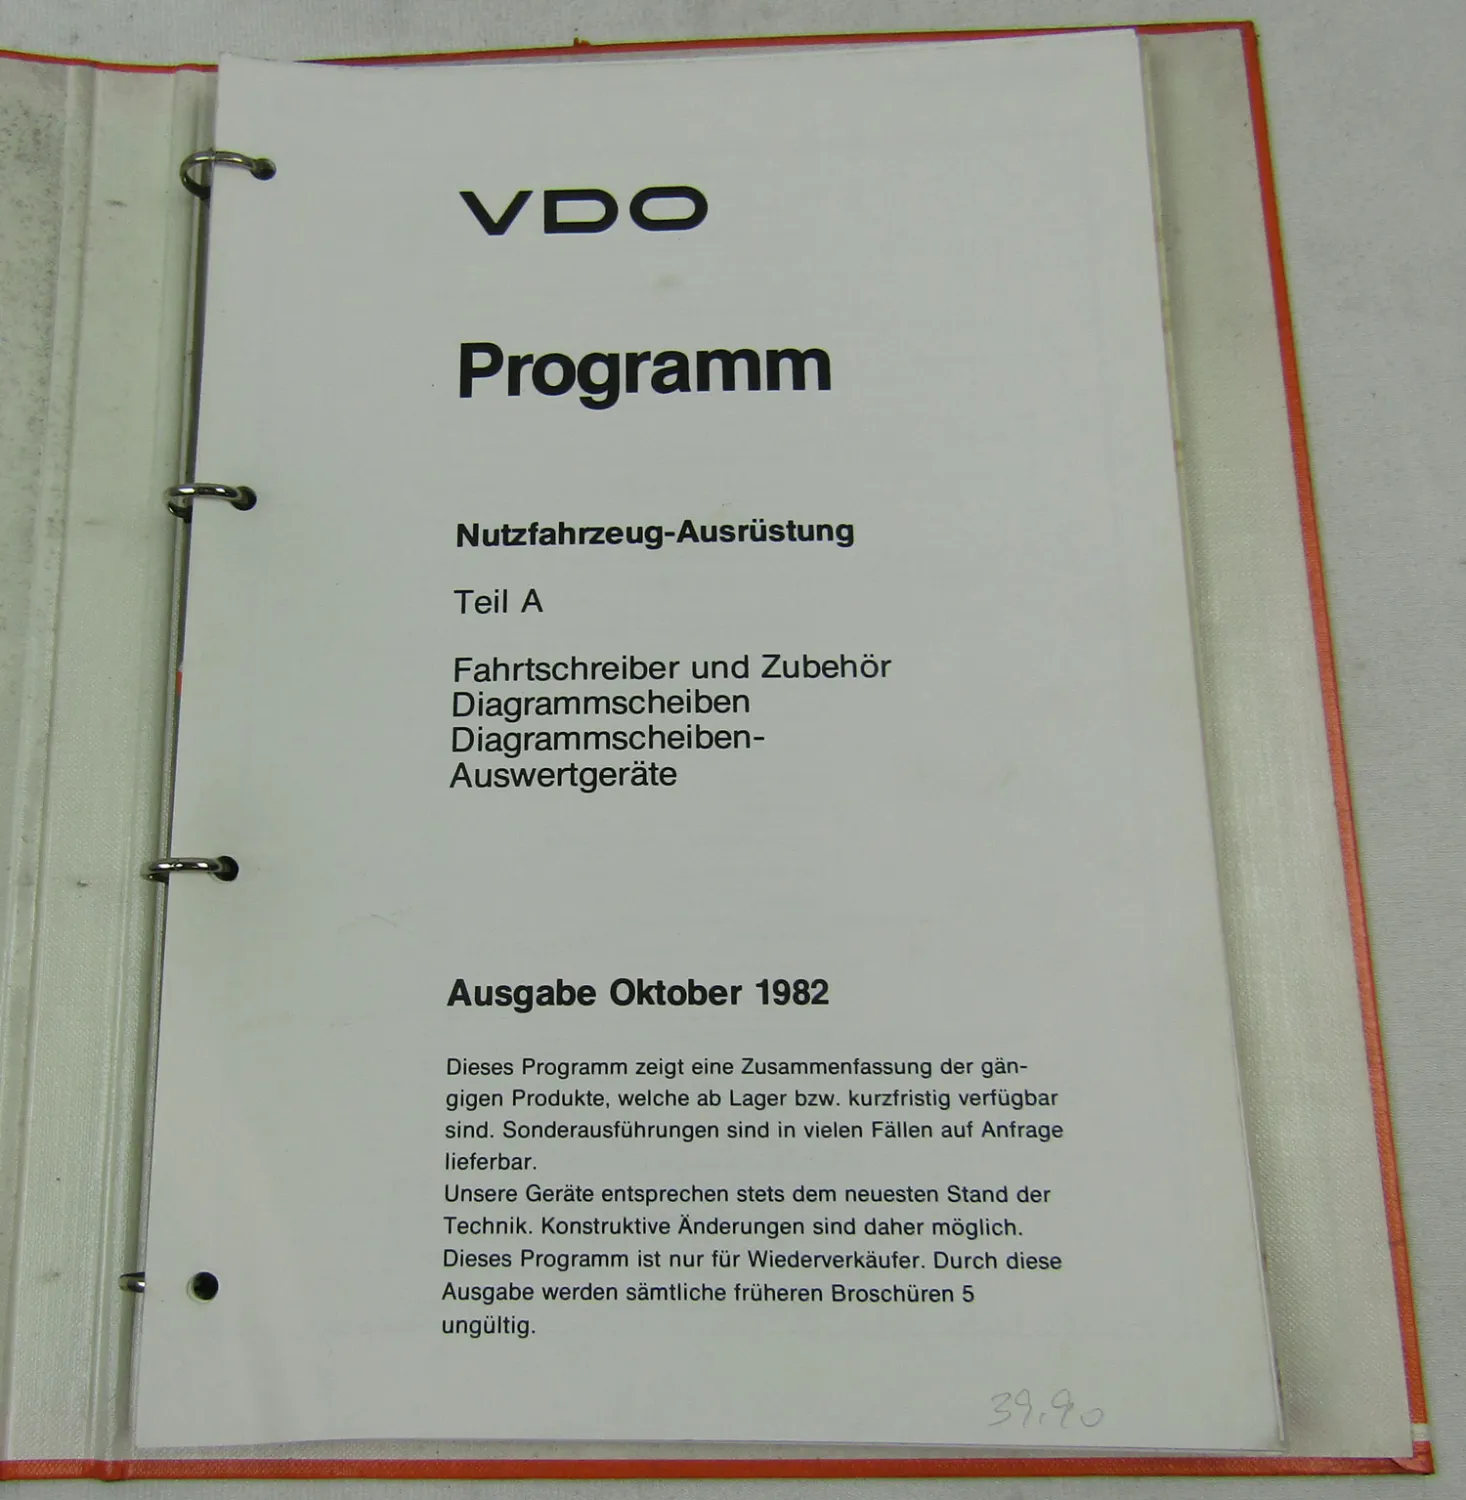 VDO
Programm
Nutzfahrzeug-Ausrüstung
Teil A
Fahrtschreiber und Zubehör
Diagrammscheiben
Diagrammscheiben-
Auswertgeräte
Ausgabe Oktober 1982
Dieses Programm zeigt eine Zusammenfassung der gän-
gigen Produkte, welche ab Lager bzw. kurzfristig verfügbar
sind. Sonderausführungen sind in vielen Fällen auf Anfrage
lieferbar.
Unsere Geräte entsprechen stets dem neuesten Stand der
Technik. Konstruktive Änderungen sind daher möglich.
Dieses Programm ist nur für Wiederverkäufer. Durch diese
Ausgabe werden sämtliche früheren Broschüren 5
ungültig.
39,90